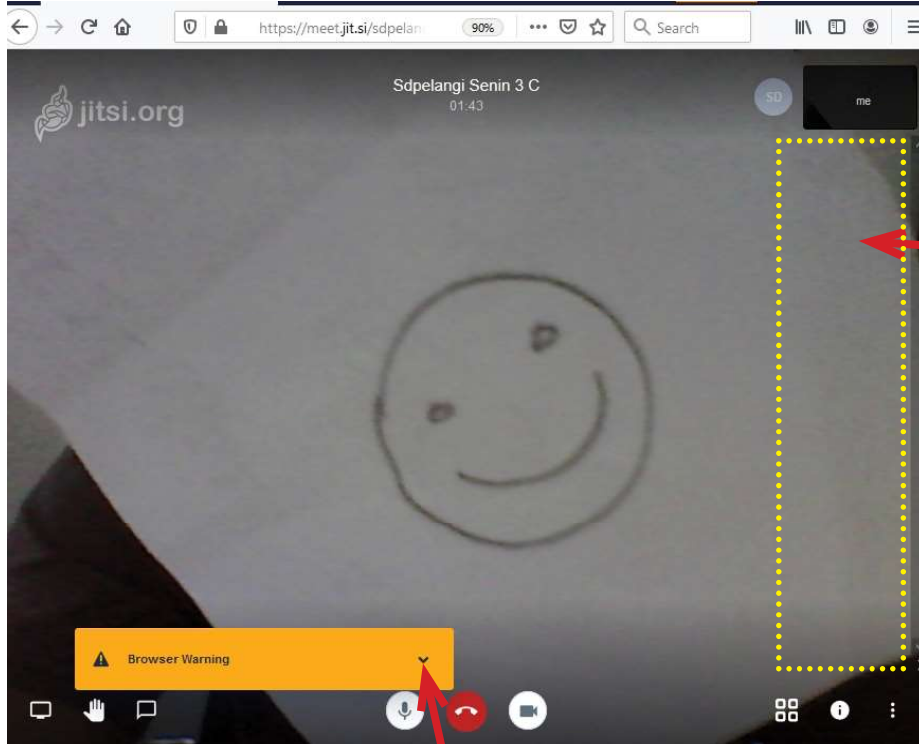 https://meet.jit.si/sdpelan
90%
Search
jitsi.org
Sdpelangi Senin 3 C
01:43
SD
me
Browser Warning